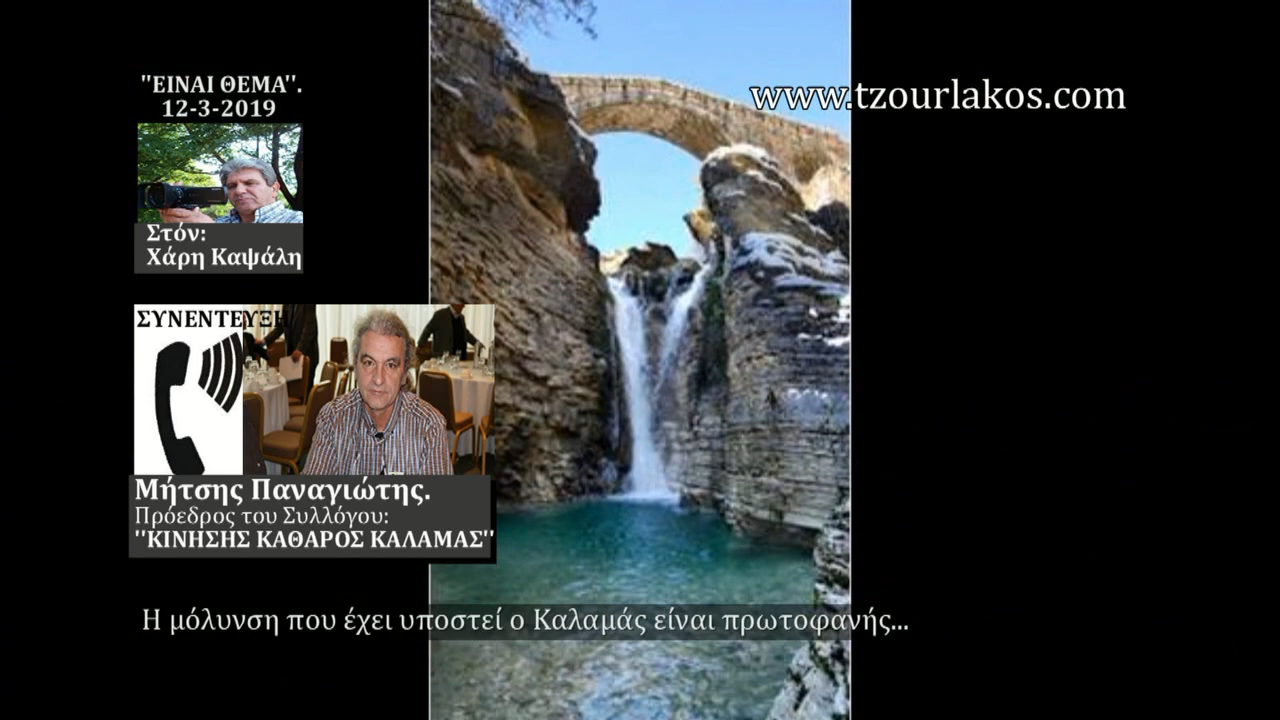 ''ΕΙΝΑΙ ΘΕΜΑ''.
12-3-2019
Στόν:
Χάρη Καψάλη
www.tzourlakos.com
ΣΥΝΕΝΤΕΥΞΗ
Μήτσης Παναγιώτης.
Πρόεδρος του Συλλόγου:
''ΚΙΝΗΣΗΣ ΚΑΘΑΡΟΣ ΚΑΛΑΜΑΣ''
Η μόλυνση που έχει υποστεί ο Καλαμάς είναι πρωτοφανής...